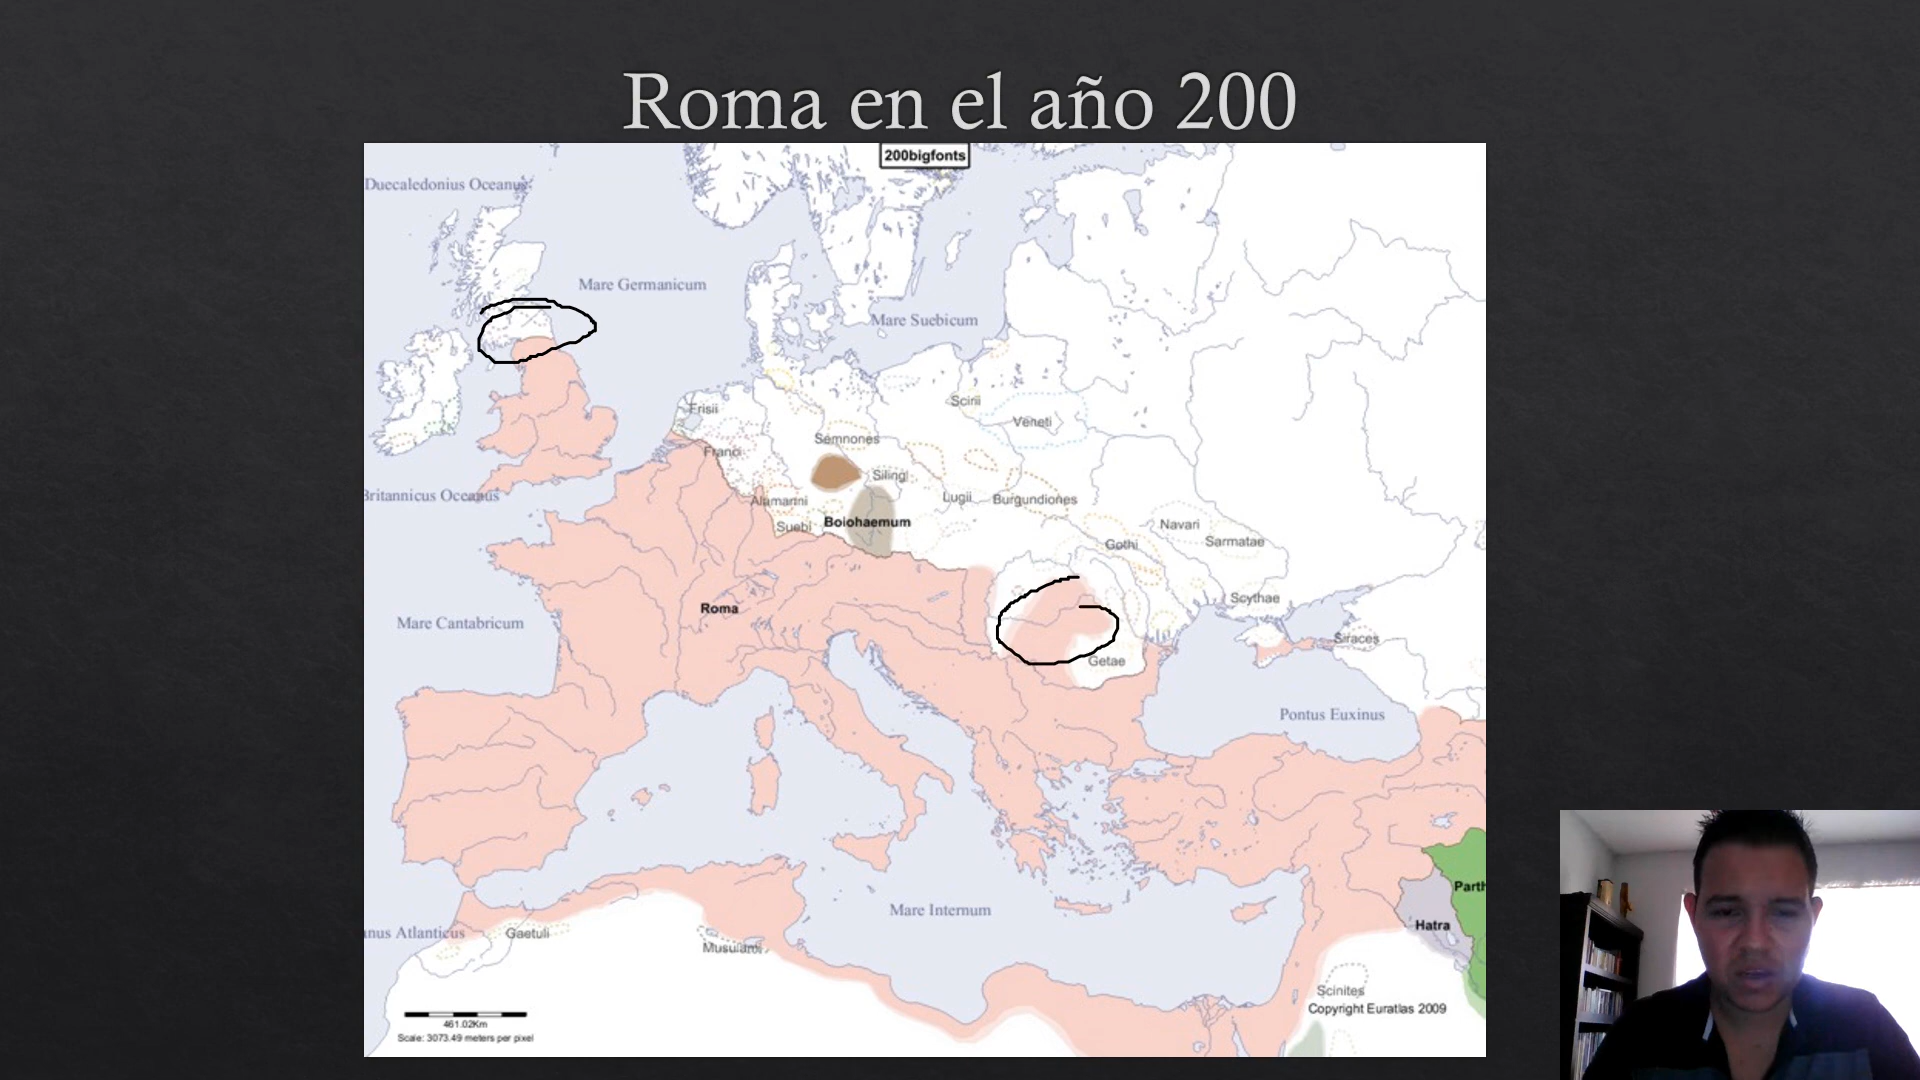 Roma en el año 200
200bigfonts
Duecaledonius Oceanus
Mare Germanicum
Mare Suebicum
Scirii
Frisii
Veneti
Semnones
Franci
Silingi
Britannicus Oceanus
Alamanni
Lugii
Burgundiones
Suebi
Boiohaemum
Navari
Gothi
Sarmatae
Roma
Scythae
Mare Cantabricum
Siraces
Getae
Pontus Euxinus
Parth
Mare Internum
Hatra
anus Atlanticus
Gaetuli
Musulamii
Scinites
Copyright Euratlas 2009
461.02Km
Scale: 3073.49 meters per pixel